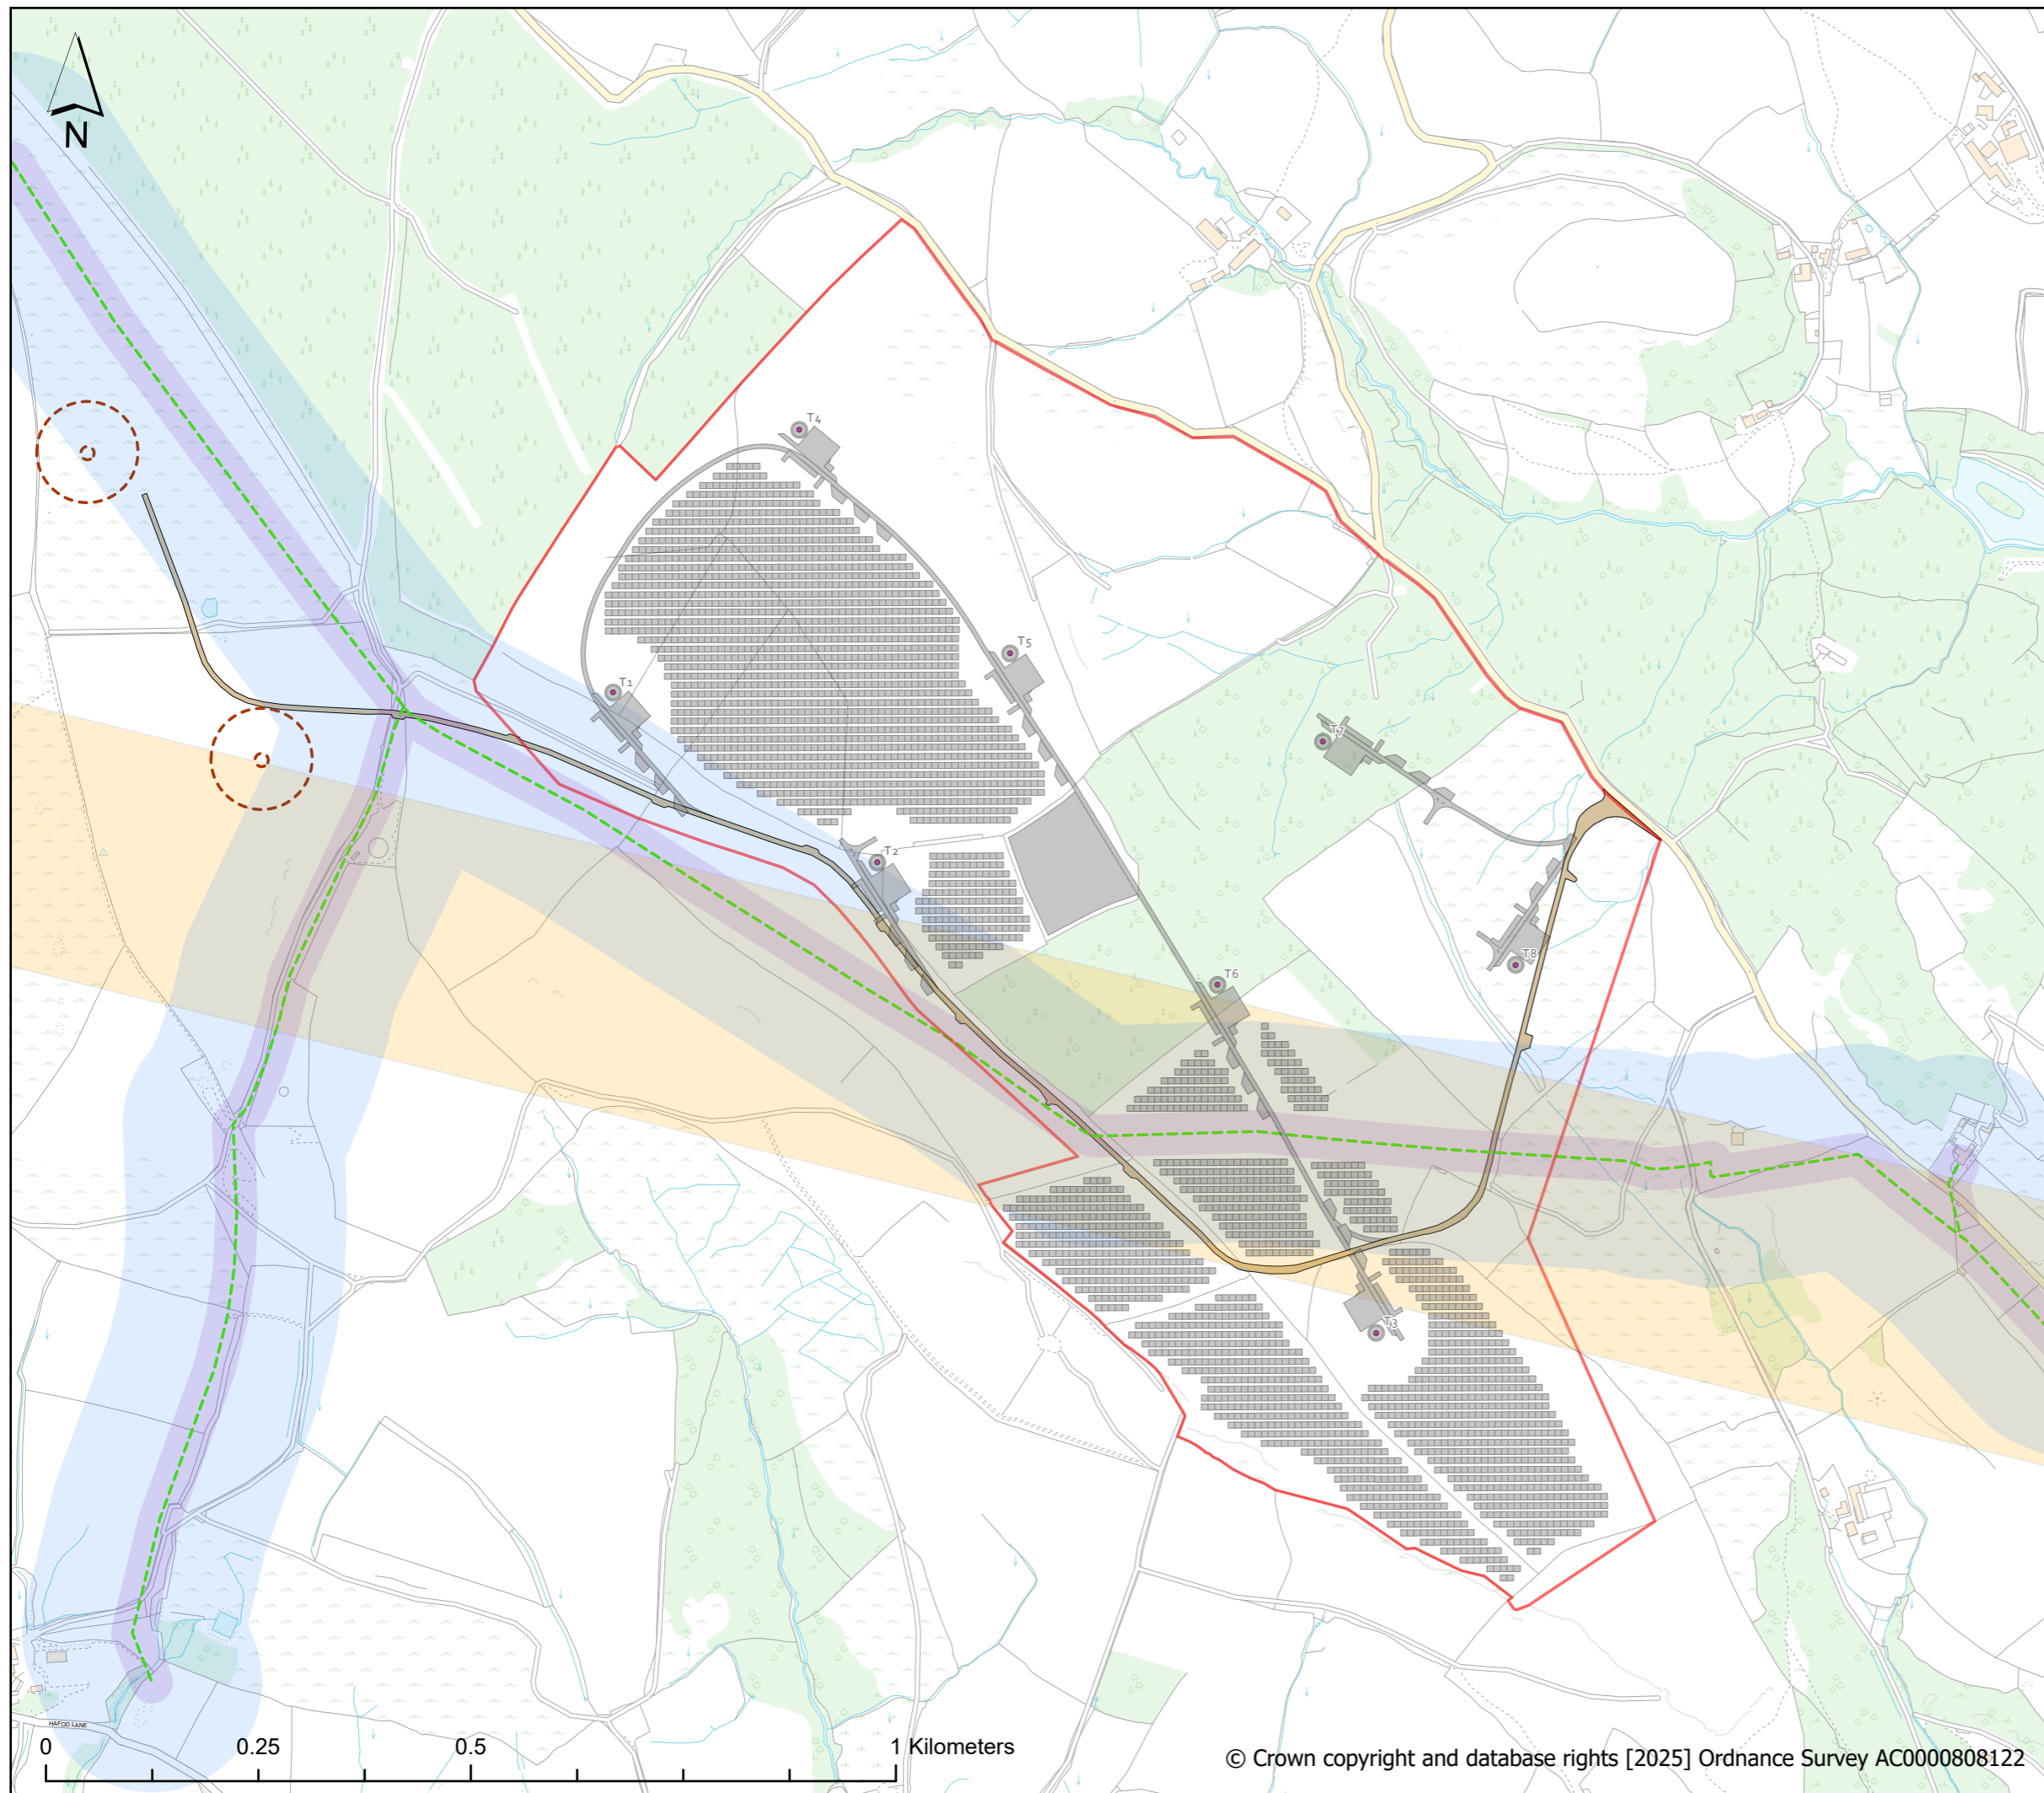 N
T4
T5
T1
T7
T2
T8
T6
T3
HAFOD LANE
0 0.25 0.5 1 Kilometers
© Crown copyright and database rights [2025] Ordnance Survey AC0000808122